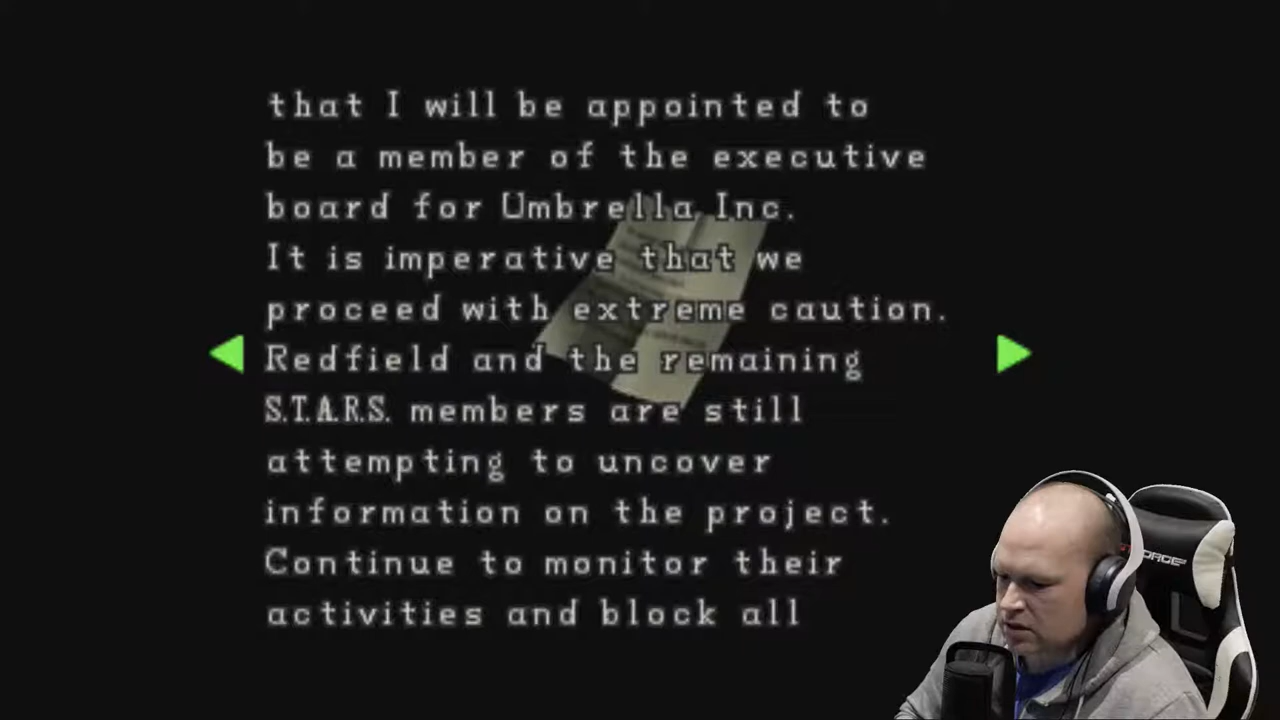 that I will be appointed to
be a member of the executive
board for Umbrella Inc.
It is imperative that we
proceed with extreme caution.
Redfield and the remaining
S.T.A.R.S. members are still
attempting to uncover
information on the project.
Continue to monitor their
activities and block all